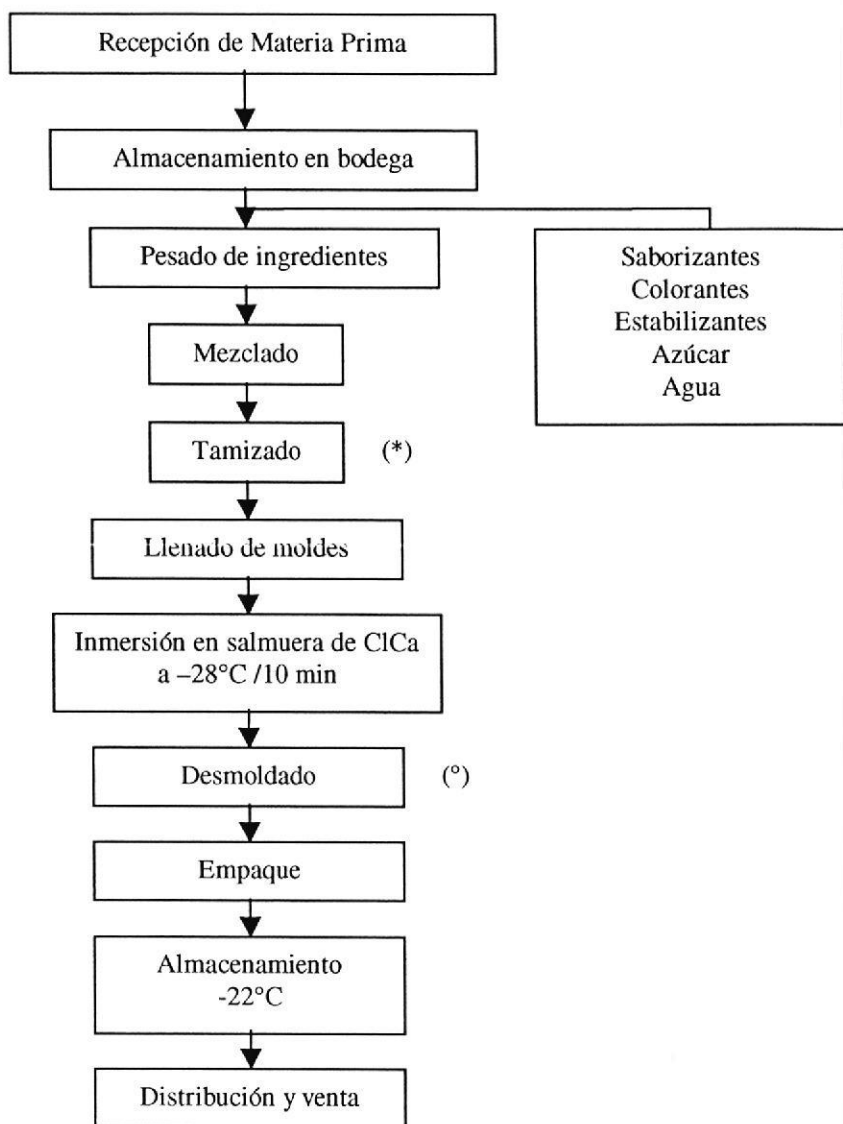 Recepción de Materia Prima
Almacenamiento en bodega
Pesado de ingredientes
Saborizantes
Colorantes
Estabilizantes
Azúcar
Agua
Mezclado
Tamizado (*)
Llenado de moldes
Inmersión en salmuera de ClCa
a –28°C /10 min
Desmoldado (°)
Empaque
Almacenamiento
-22°C
Distribución y venta